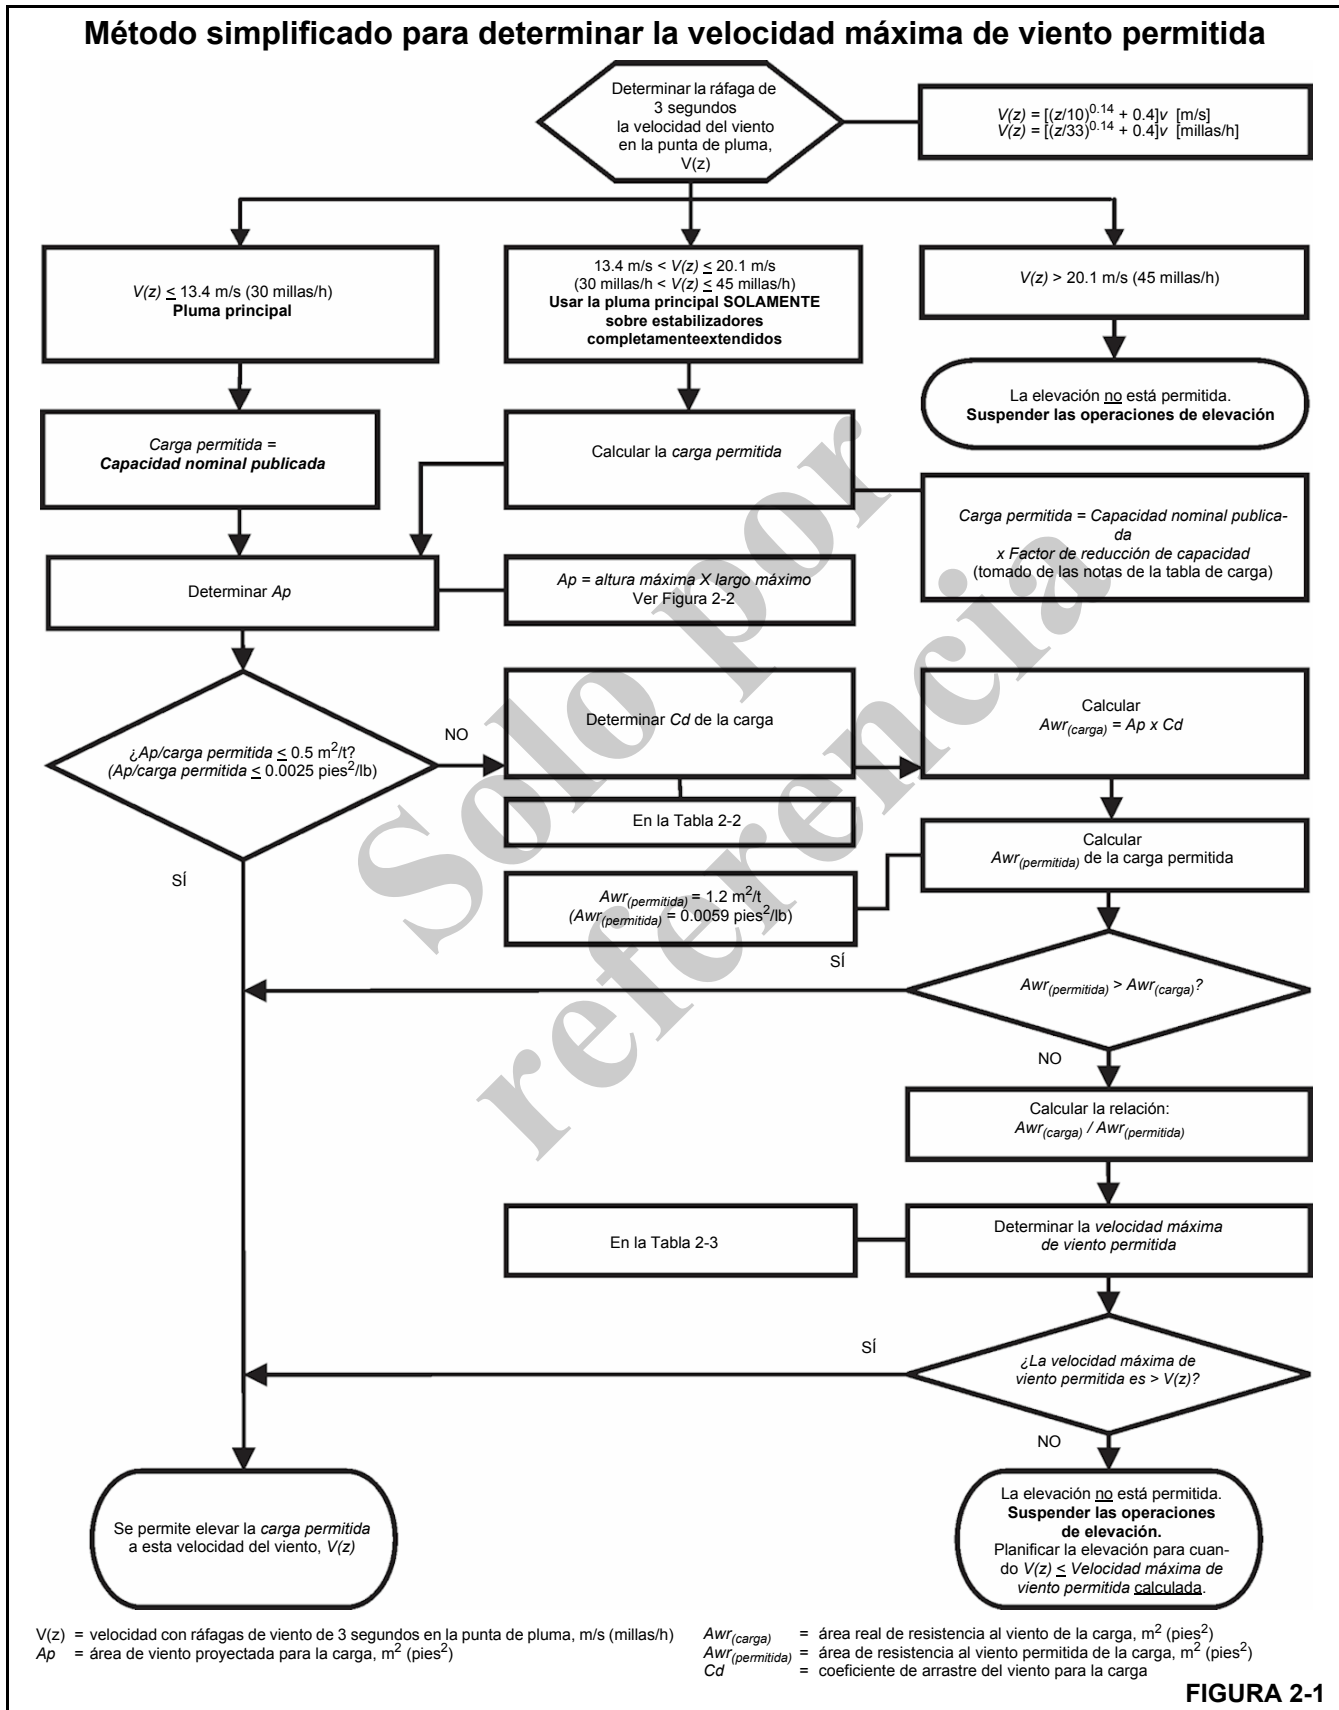 Método simplificado para determinar la velocidad máxima de viento permitida
Determinar la ráfaga de
3 segundos
la velocidad del viento
en la punta de pluma,
V(z)
V(z) = [(z/10)^0.14 + 0.4]v [m/s]
V(z) = [(z/33)^0.14 + 0.4]v [millas/h]
V(z) ≤ 13.4 m/s (30 millas/h)
Pluma principal
13.4 m/s < V(z) ≤ 20.1 m/s
(30 millas/h < V(z) ≤ 45 millas/h)
Usar la pluma principal SOLAMENTE
sobre estabilizadores
completamenteextendidos
V(z) > 20.1 m/s (45 millas/h)
La elevación no está permitida.
Suspender las operaciones de elevación
Carga permitida =
Capacidad nominal publicada
Calcular la carga permitida
Carga permitida = Capacidad nominal publica-
da
x Factor de reducción de capacidad
(tomado de las notas de la tabla de carga)
Determinar Ap
Ap = altura máxima X largo máximo
Ver Figura 2-2
¿Ap/carga permitida ≤ 0.5 m²/t?
(Ap/carga permitida ≤ 0.0025 pies²/lb)
NO
Determinar Cd de la carga
Calcular
Awr(carga) = Ap x Cd
En la Tabla 2-2
Calcular
Awr(permitida) de la carga permitida
SÍ
Awr(permitida) = 1.2 m²/t
(Awr(permitida) = 0.0059 pies²/lb)
SÍ
Awr(permitida) > Awr(carga)?
NO
Calcular la relación:
Awr(carga) / Awr(permitida)
En la Tabla 2-3
Determinar la velocidad máxima
de viento permitida
SÍ
¿La velocidad máxima de
viento permitida es > V(z)?
NO
Se permite elevar la carga permitida
a esta velocidad del viento, V(z)
La elevación no está permitida.
Suspender las operaciones
de elevación.
Planificar la elevación para cuan-
do V(z) ≤ Velocidad máxima de
viento permitida calculada.
V(z) = velocidad con ráfagas de viento de 3 segundos en la punta de pluma, m/s (millas/h)
Ap = área de viento proyectada para la carga, m² (pies²)
Awr(carga) = área real de resistencia al viento de la carga, m² (pies²)
Awr(permitida) = área de resistencia al viento permitida de la carga, m² (pies²)
Cd = coeficiente de arrastre del viento para la carga
FIGURA 2-1
Solo por
referencia